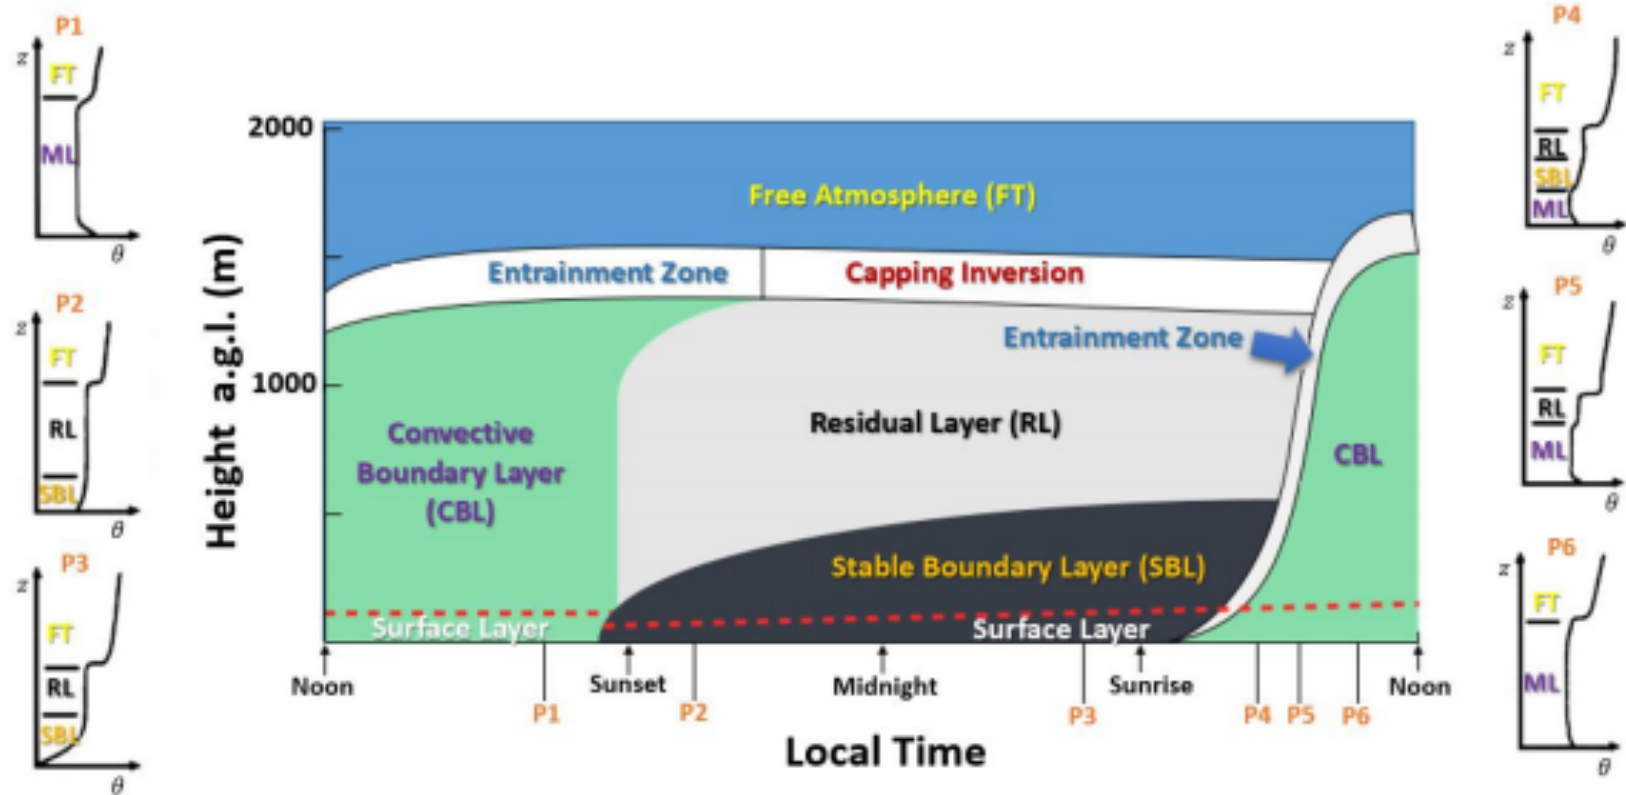 P1
z
FT
ML
θ
P2
z
FT
RL
SBL
θ
P3
z
FT
RL
SBL
θ
Height a.g.l. (m)
2000
1000
Free Atmosphere (FT)
Entrainment Zone
Capping Inversion
Entrainment Zone
Residual Layer (RL)
Convective
Boundary Layer
(CBL)
CBL
Stable Boundary Layer (SBL)
Surface Layer
Surface Layer
Noon
Sunset
Midnight
Sunrise
Noon
P1
P2
P3
P4
P5
P6
Local Time
P4
z
FT
RL
SBL
ML
θ
P5
z
FT
RL
ML
θ
P6
z
FT
ML
θ